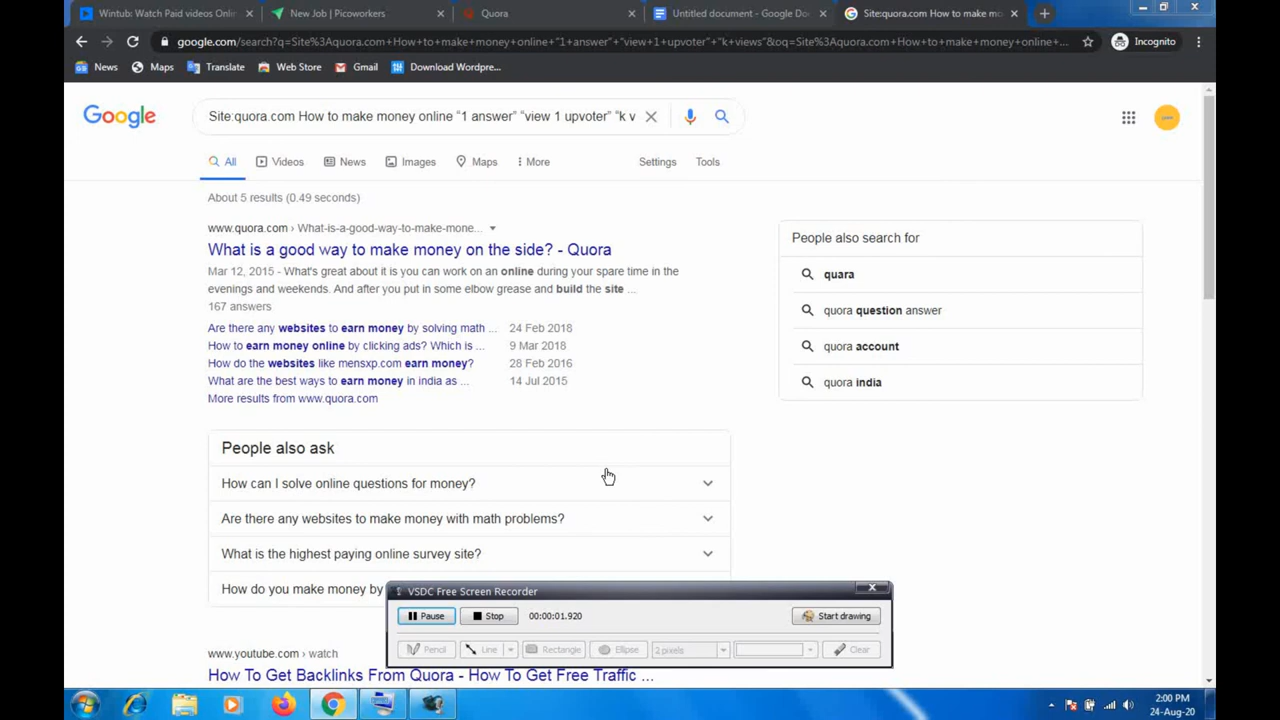 Wintub: Watch Paid videos Onlin
New Job | Picoworkers
Quora
Untitled document - Google Do
Site:quora.com How to make mo
google.com/search?q=Site%3Aquora.com+How+to+make+money+online+"1+answer"+"view+1+upvoter"+"k+views"&oq=Site%3Aquora.com+How+to+make+money+online+...
Incognito
News
Maps
Translate
Web Store
Gmail
Download Wordpre...
Google
Site:quora.com How to make money online "1 answer" "view 1 upvoter" "k v
All
Videos
News
Images
Maps
More
Settings
Tools
About 5 results (0.49 seconds)
www.quora.com › What-is-a-good-way-to-make-mone...
What is a good way to make money on the side? - Quora
Mar 12, 2015 - What's great about it is you can work on an online during your spare time in the
evenings and weekends. And after you put in some elbow grease and build the site ...
167 answers
Are there any websites to earn money by solving math ... 24 Feb 2018
How to earn money online by clicking ads? Which is ... 9 Mar 2018
How do the websites like mensxp.com earn money? 28 Feb 2016
What are the best ways to earn money in india as ... 14 Jul 2015
More results from www.quora.com
People also search for
quara
quora question answer
quora account
quora india
People also ask
How can I solve online questions for money?
Are there any websites to make money with math problems?
What is the highest paying online survey site?
How do you make money by
VSDC Free Screen Recorder
Pause
Stop
00:00:01.920
Start drawing
Pencil
Line
Rectangle
Ellipse
2 pixels
Clear
www.youtube.com › watch
How To Get Backlinks From Quora - How To Get Free Traffic ...
2:00 PM
24-Aug-20